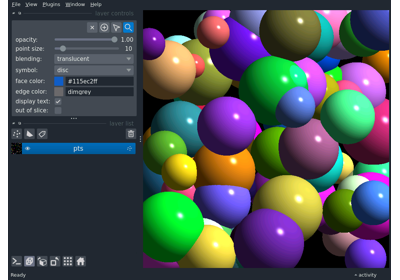 File View Plugins Window Help
layer controls
opacity: 1.00
point size: 10
blending: translucent
symbol: disc
face color: #115ec2ff
edge color: dimgrey
display text:
out of slice:
layer list
pts
Ready
activity